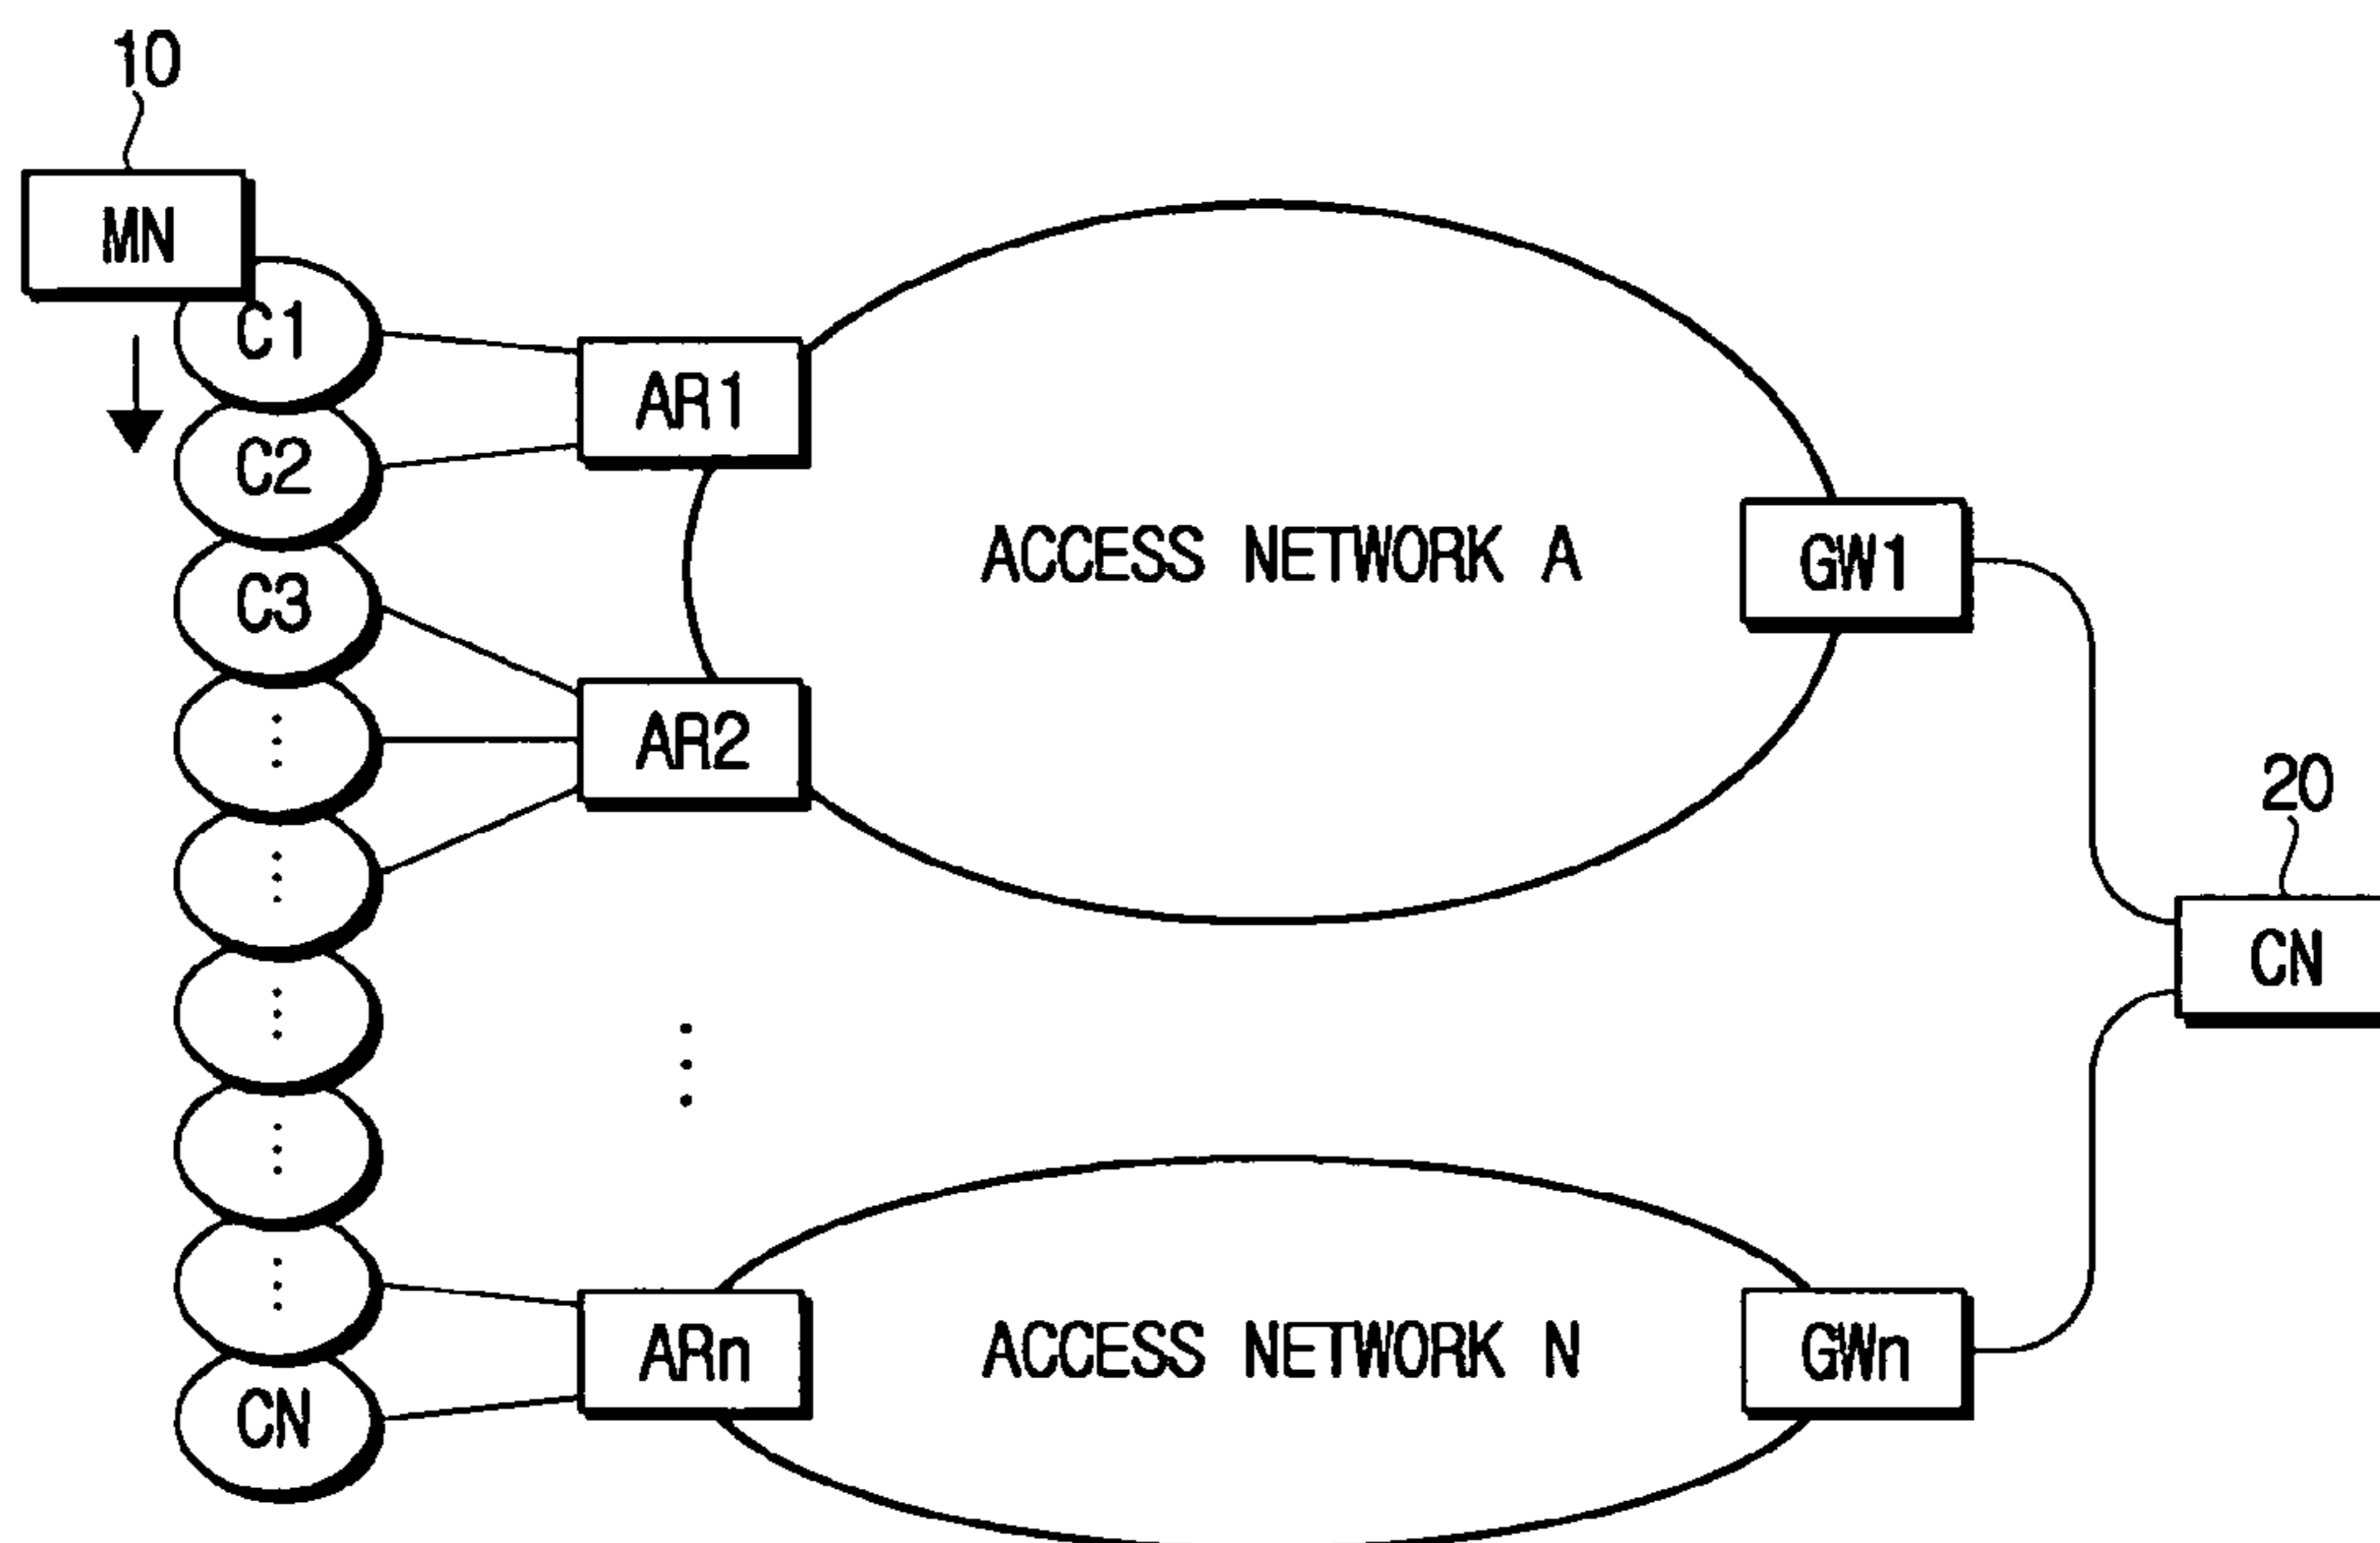 10
MN
C1
AR1
C2
ACCESS NETWORK A
GW1
C3
AR2
20
CN
ARn
ACCESS NETWORK N
GWn
CN